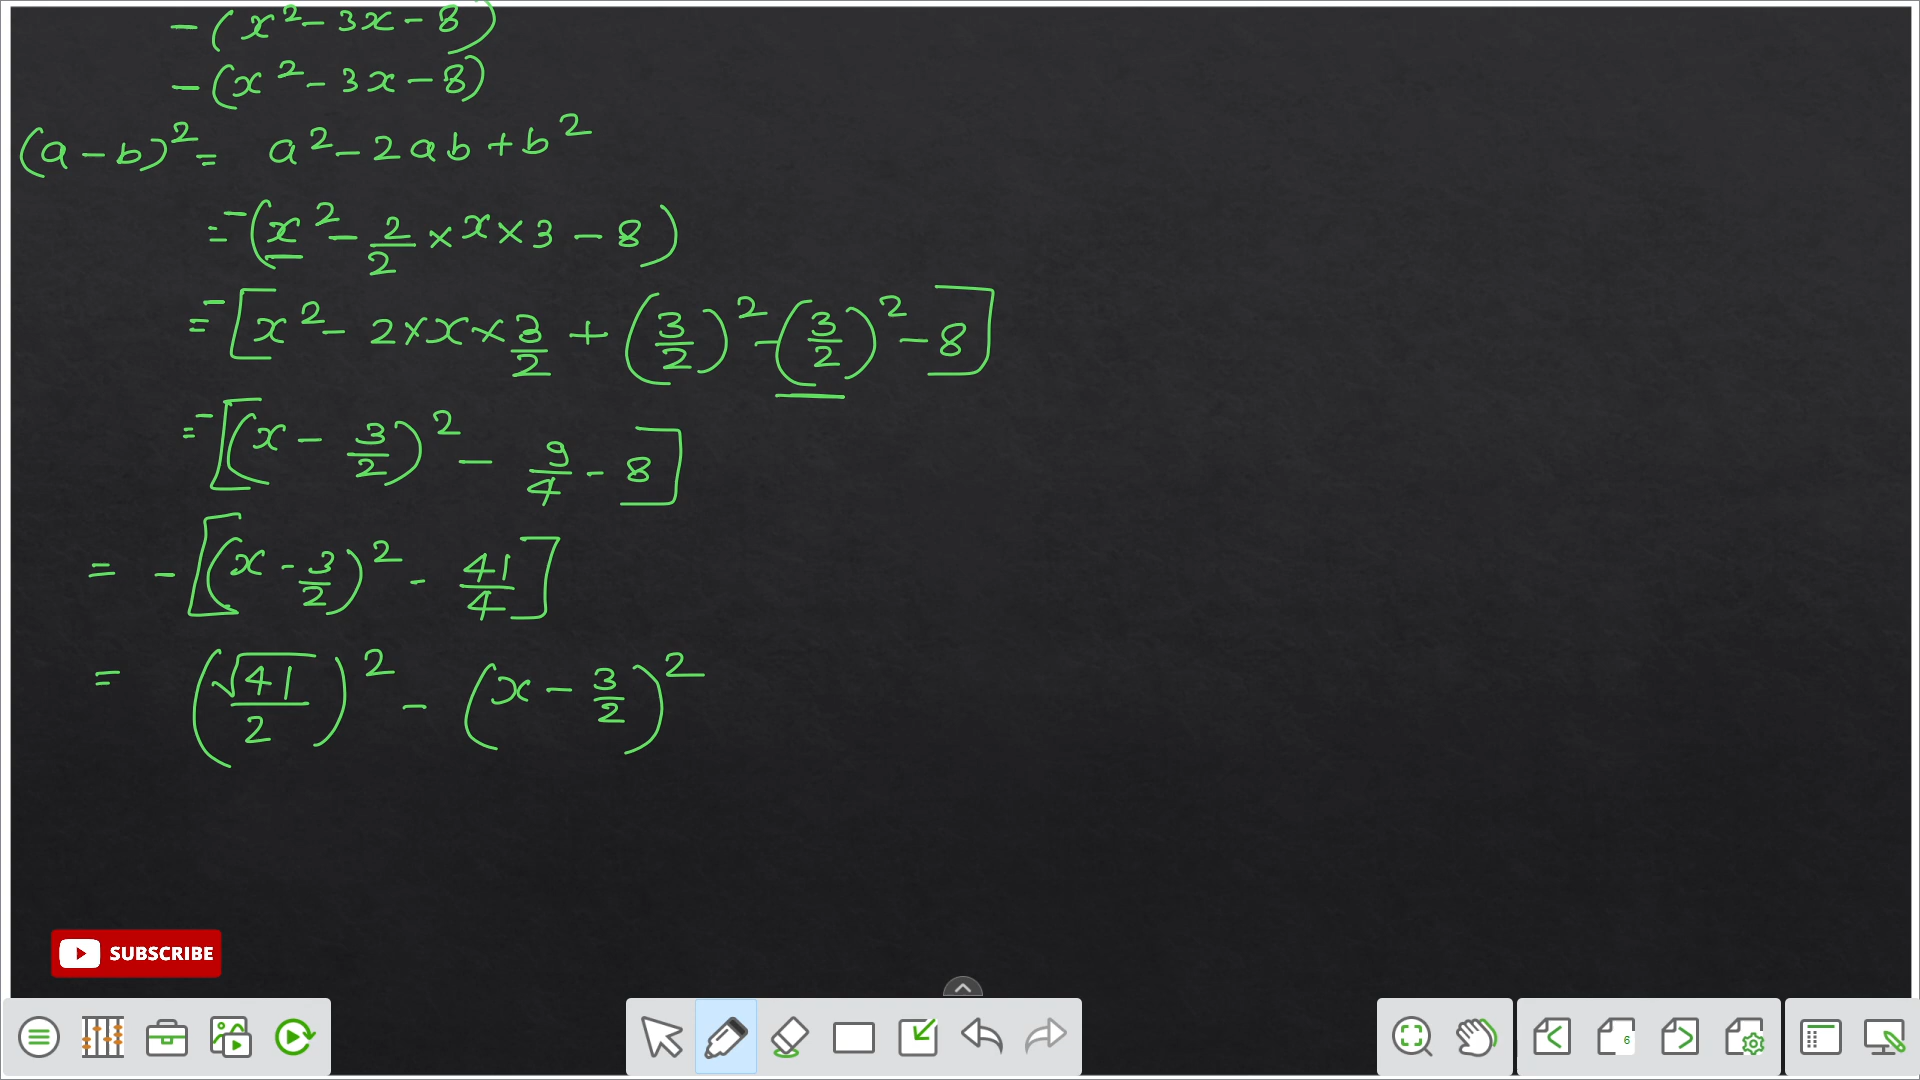 -(x² - 3x - 8)
-(x² - 3x - 8)
(a - b)² = a² - 2ab + b²
= -(x² - 2/2 × x × 3 - 8)
= -[x² - 2 × x × 3/2 + (3/2)² - (3/2)² - 8]
= -[(x - 3/2)² - 9/4 - 8]
= -[(x - 3/2)² - 41/4]
= (√41/2)² - (x - 3/2)²
SUBSCRIBE
6